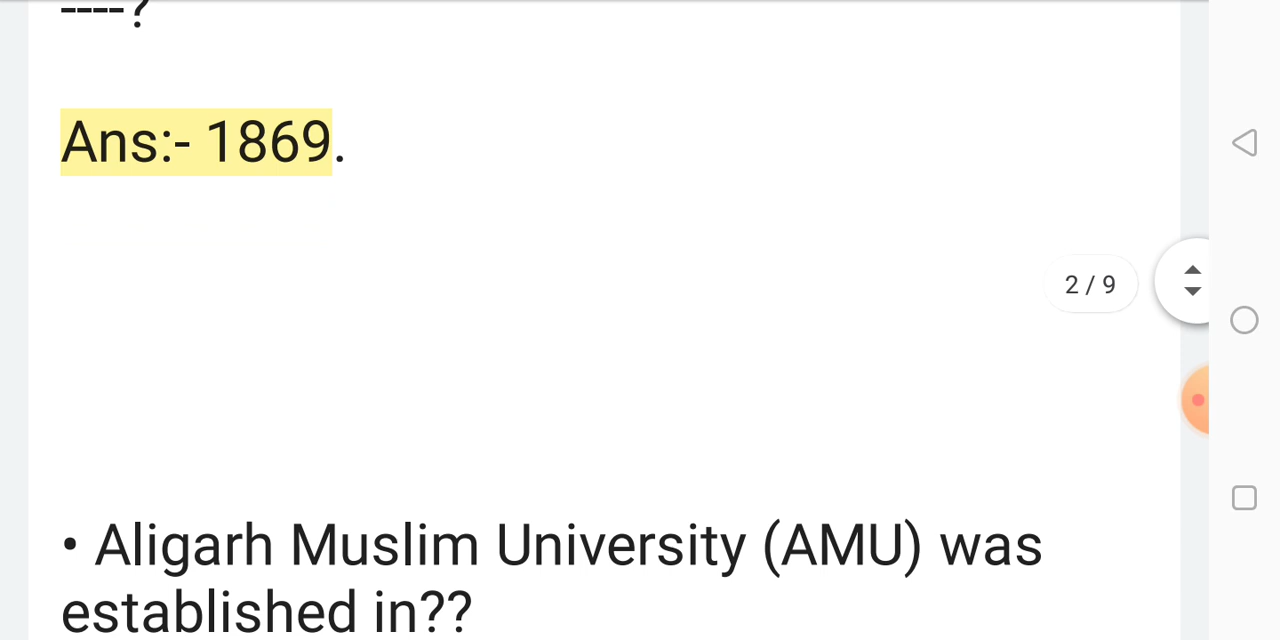 ----?
Ans:- 1869.
2 / 9
• Aligarh Muslim University (AMU) was
established in??